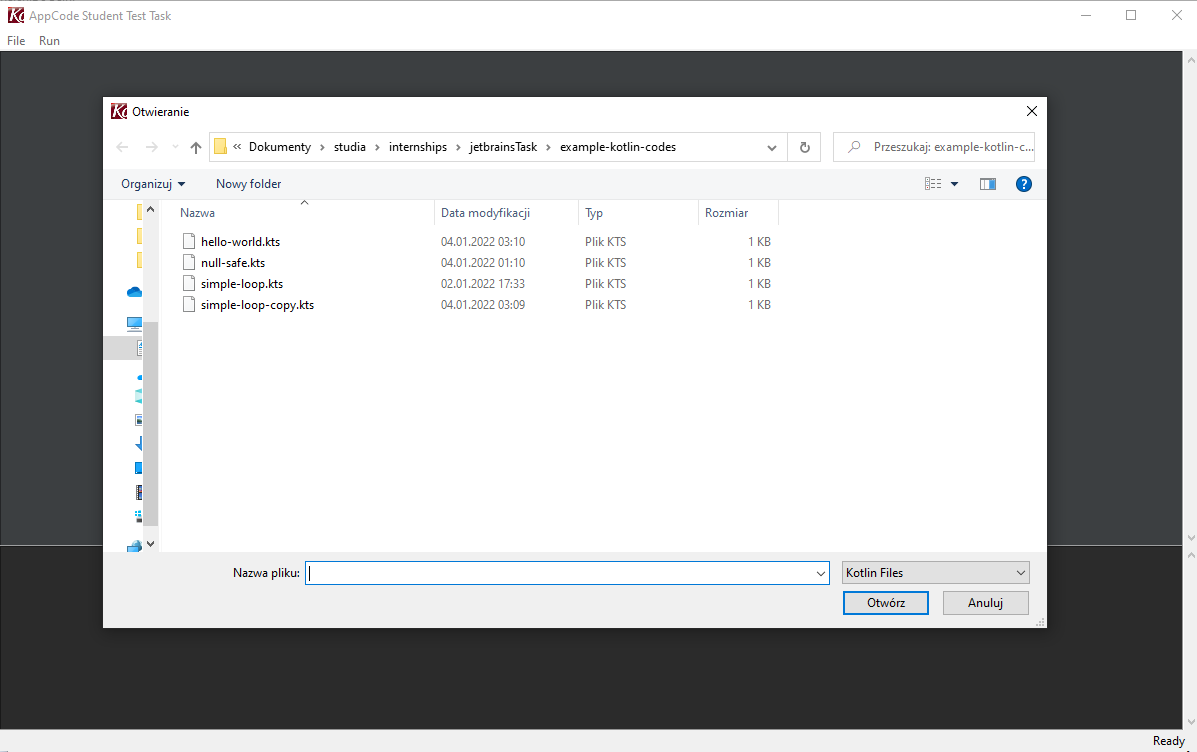 AppCode Student Test Task
File Run
Otwieranie
« Dokumenty › studia › internships › jetbrainsTask › example-kotlin-codes
Przeszukaj: example-kotlin-c...
Organizuj Nowy folder
Nazwa Data modyfikacji Typ Rozmiar
hello-world.kts 04.01.2022 03:10 Plik KTS 1 KB
null-safe.kts 04.01.2022 01:10 Plik KTS 1 KB
simple-loop.kts 02.01.2022 17:33 Plik KTS 1 KB
simple-loop-copy.kts 04.01.2022 03:09 Plik KTS 1 KB
Nazwa pliku: Kotlin Files
Otwórz Anuluj
Ready